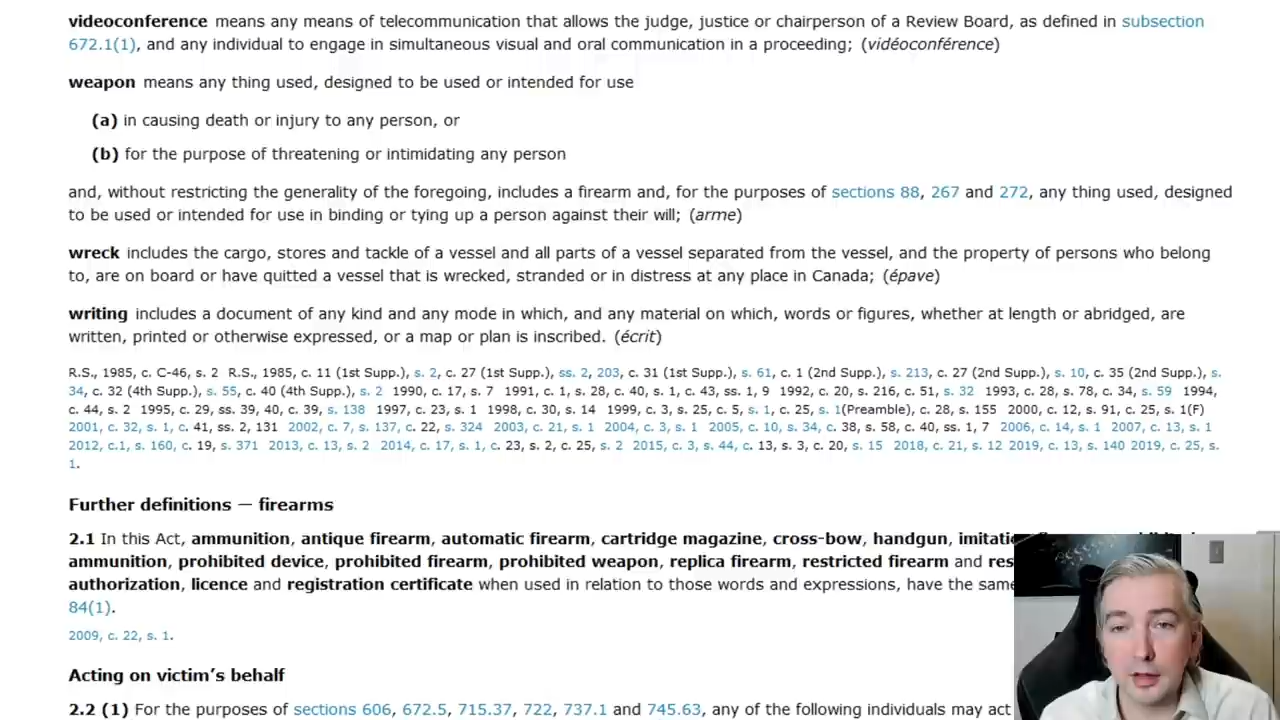 videoconference means any means of telecommunication that allows the judge, justice or chairperson of a Review Board, as defined in subsection
672.1(1), and any individual to engage in simultaneous visual and oral communication in a proceeding; (vidéoconférence)
weapon means any thing used, designed to be used or intended for use
(a) in causing death or injury to any person, or
(b) for the purpose of threatening or intimidating any person
and, without restricting the generality of the foregoing, includes a firearm and, for the purposes of sections 88, 267 and 272, any thing used, designed
to be used or intended for use in binding or tying up a person against their will; (arme)
wreck includes the cargo, stores and tackle of a vessel and all parts of a vessel separated from the vessel, and the property of persons who belong
to, are on board or have quitted a vessel that is wrecked, stranded or in distress at any place in Canada; (épave)
writing includes a document of any kind and any mode in which, and any material on which, words or figures, whether at length or abridged, are
written, printed or otherwise expressed, or a map or plan is inscribed. (écrit)
R.S., 1985, c. C-46, s. 2 R.S., 1985, c. 11 (1st Supp.), s. 2, c. 27 (1st Supp.), ss. 2, 203, c. 31 (1st Supp.), s. 61, c. 1 (2nd Supp.), s. 213, c. 27 (2nd Supp.), s. 10, c. 35 (2nd Supp.), s.
34, c. 32 (4th Supp.), s. 55, c. 40 (4th Supp.), s. 2 1990, c. 17, s. 7 1991, c. 1, s. 28, c. 40, s. 1, c. 43, ss. 1, 9 1992, c. 20, s. 216, c. 51, s. 32 1993, c. 28, s. 78, c. 34, s. 59 1994,
c. 44, s. 2 1995, c. 29, ss. 39, 40, c. 39, s. 138 1997, c. 23, s. 1 1998, c. 30, s. 14 1999, c. 3, s. 25, c. 5, s. 1, c. 25, s. 1(Preamble), c. 28, s. 155 2000, c. 12, s. 91, c. 25, s. 1(F)
2001, c. 32, s. 1, c. 41, ss. 2, 131 2002, c. 7, s. 137, c. 22, s. 324 2003, c. 21, s. 1 2004, c. 3, s. 1 2005, c. 10, s. 34, c. 38, s. 58, c. 40, ss. 1, 7 2006, c. 14, s. 1 2007, c. 13, s. 1
2012, c.1, s. 160, c. 19, s. 371 2013, c. 13, s. 2 2014, c. 17, s. 1, c. 23, s. 2, c. 25, s. 2 2015, c. 3, s. 44, c. 13, s. 3, c. 20, s. 15 2018, c. 21, s. 12 2019, c. 13, s. 140 2019, c. 25, s.
1.
Further definitions — firearms
2.1 In this Act, ammunition, antique firearm, automatic firearm, cartridge magazine, cross-bow, handgun,
ammunition, prohibited device, prohibited firearm, prohibited weapon, replica firearm, restricted firearm and
authorization, licence and registration certificate when used in relation to those words and expressions, have the same
84(1).
2009, c. 22, s. 1.
Acting on victim's behalf
2.2 (1) For the purposes of sections 606, 672.5, 715.37, 722, 737.1 and 745.63, any of the following individuals may act